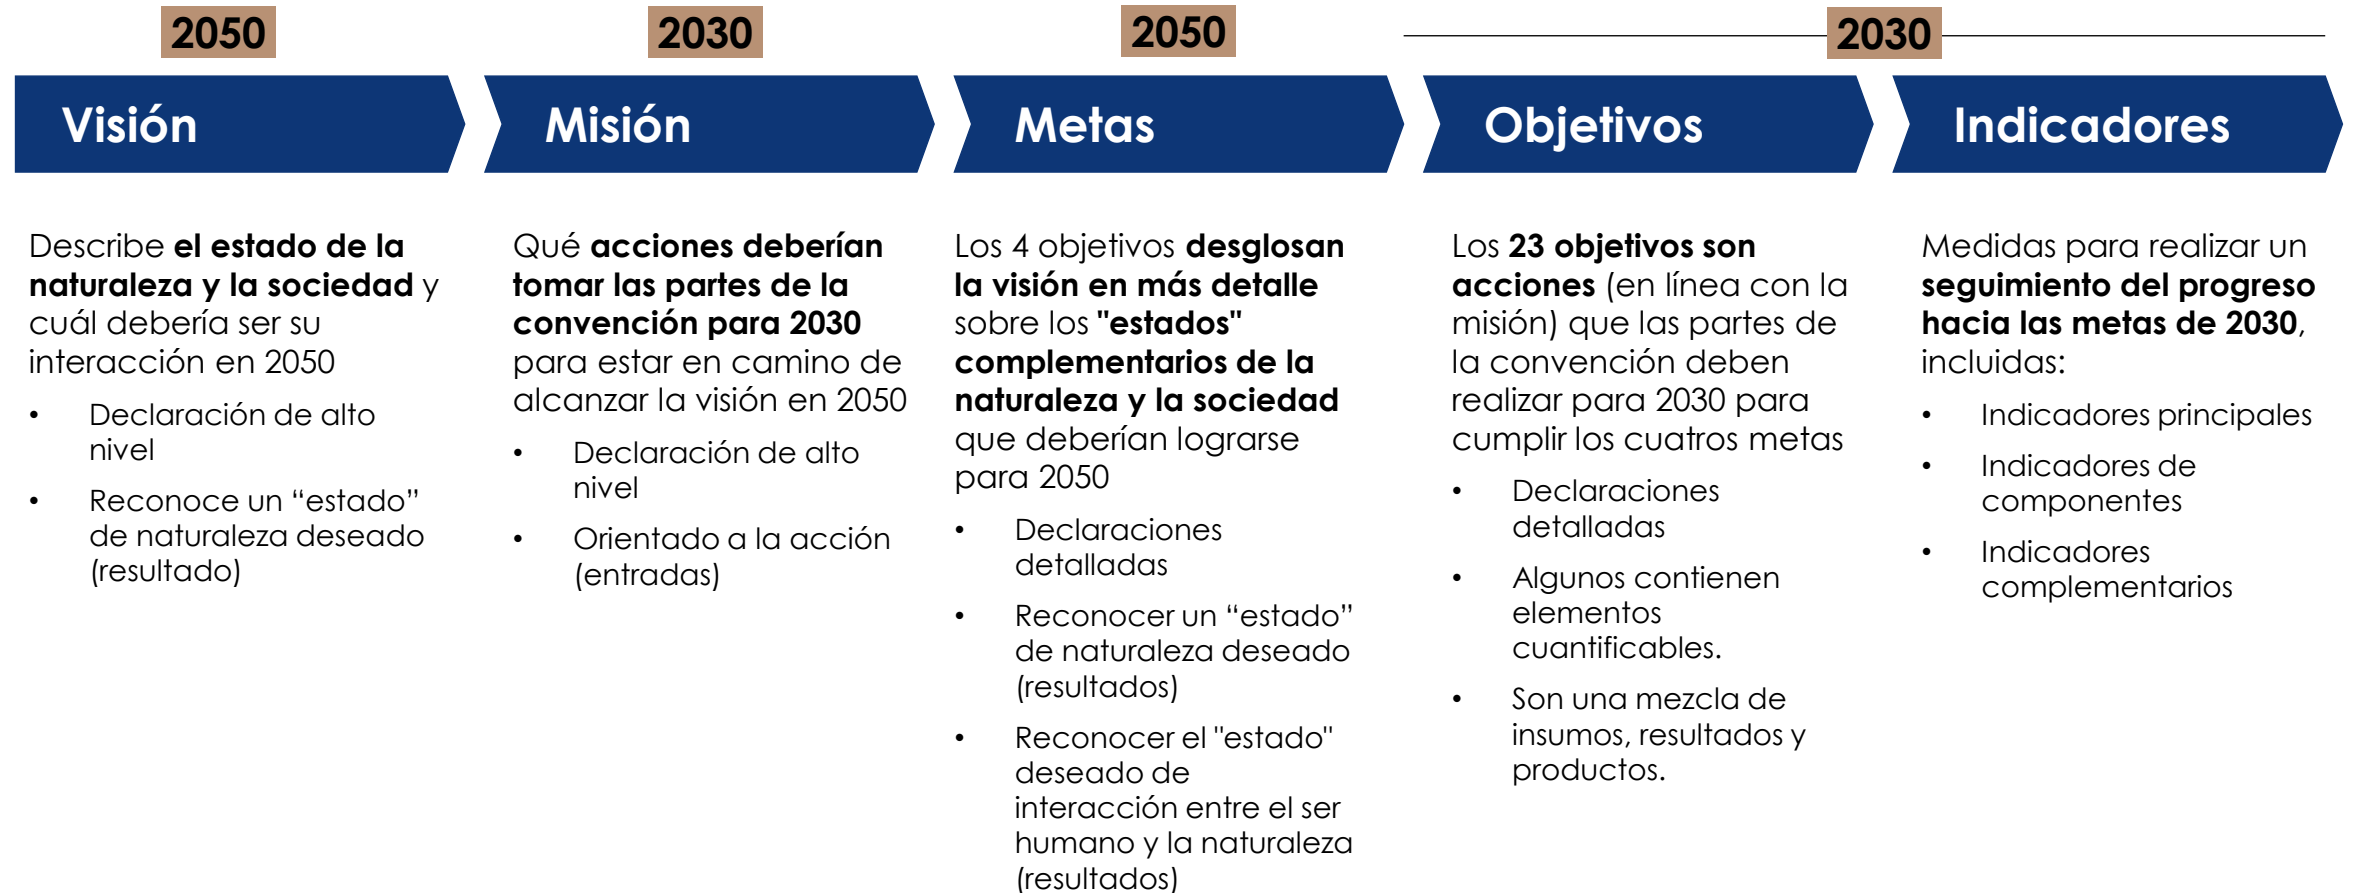 2050
2030
2050
2030
Visión
Misión
Metas
Objetivos
Indicadores
Describe el estado de la
naturaleza y la sociedad y
cuál debería ser su
interacción en 2050
• Declaración de alto
nivel
• Reconoce un “estado”
de naturaleza deseado
(resultado)
Qué acciones deberían
tomar las partes de la
convención para 2030
para estar en camino de
alcanzar la visión en 2050
• Declaración de alto
nivel
• Orientado a la acción
(entradas)
Los 4 objetivos desglosan
la visión en más detalle
sobre los "estados"
complementarios de la
naturaleza y la sociedad
que deberían lograrse
para 2050
• Declaraciones
detalladas
• Reconocer un “estado”
de naturaleza deseado
(resultados)
• Reconocer el "estado"
deseado de
interacción entre el ser
humano y la naturaleza
(resultados)
Los 23 objetivos son
acciones (en línea con la
misión) que las partes de
la convención deben
realizar para 2030 para
cumplir los cuatros metas
• Declaraciones
detalladas
• Algunos contienen
elementos
cuantificables.
• Son una mezcla de
insumos, resultados y
productos.
Medidas para realizar un
seguimiento del progreso
hacia las metas de 2030,
incluidas:
• Indicadores principales
• Indicadores de
componentes
• Indicadores
complementarios